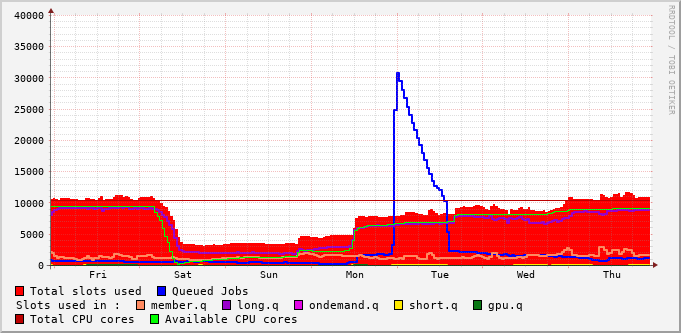 40000
35000
30000
25000
20000
15000
10000
5000
0
Fri Sat Sun Mon Tue Wed Thu
RRDTOOL / TOBI OETIKER
Total slots used Queued Jobs
Slots used in : member.q long.q ondemand.q short.q gpu.q
Total CPU cores Available CPU cores